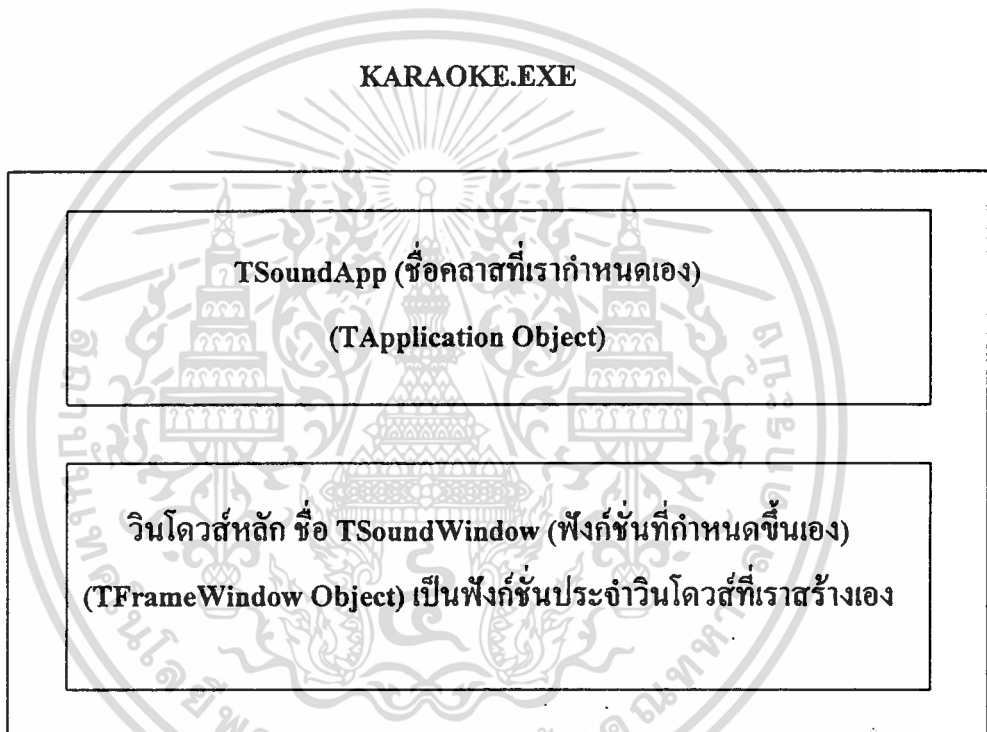 KARAOKE.EXE
TSoundApp (ชื่อคลาสที่เรากำหนดเอง)
(TApplication Object)
วินโดวส์หลัก ชื่อ TSoundWindow (ฟังก์ชั่นที่กำหนดขึ้นเอง)
(TFrameWindow Object) เป็นฟังก์ชั่นประจำวินโดวส์ที่เราสร้างเอง